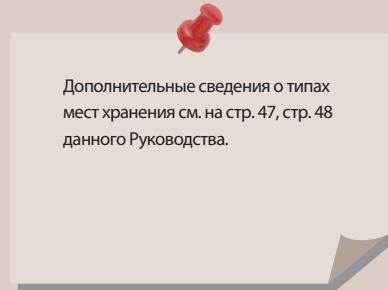 Дополнительные сведения о типах
мест хранения см. на стр. 47, стр. 48
данного Руководства.